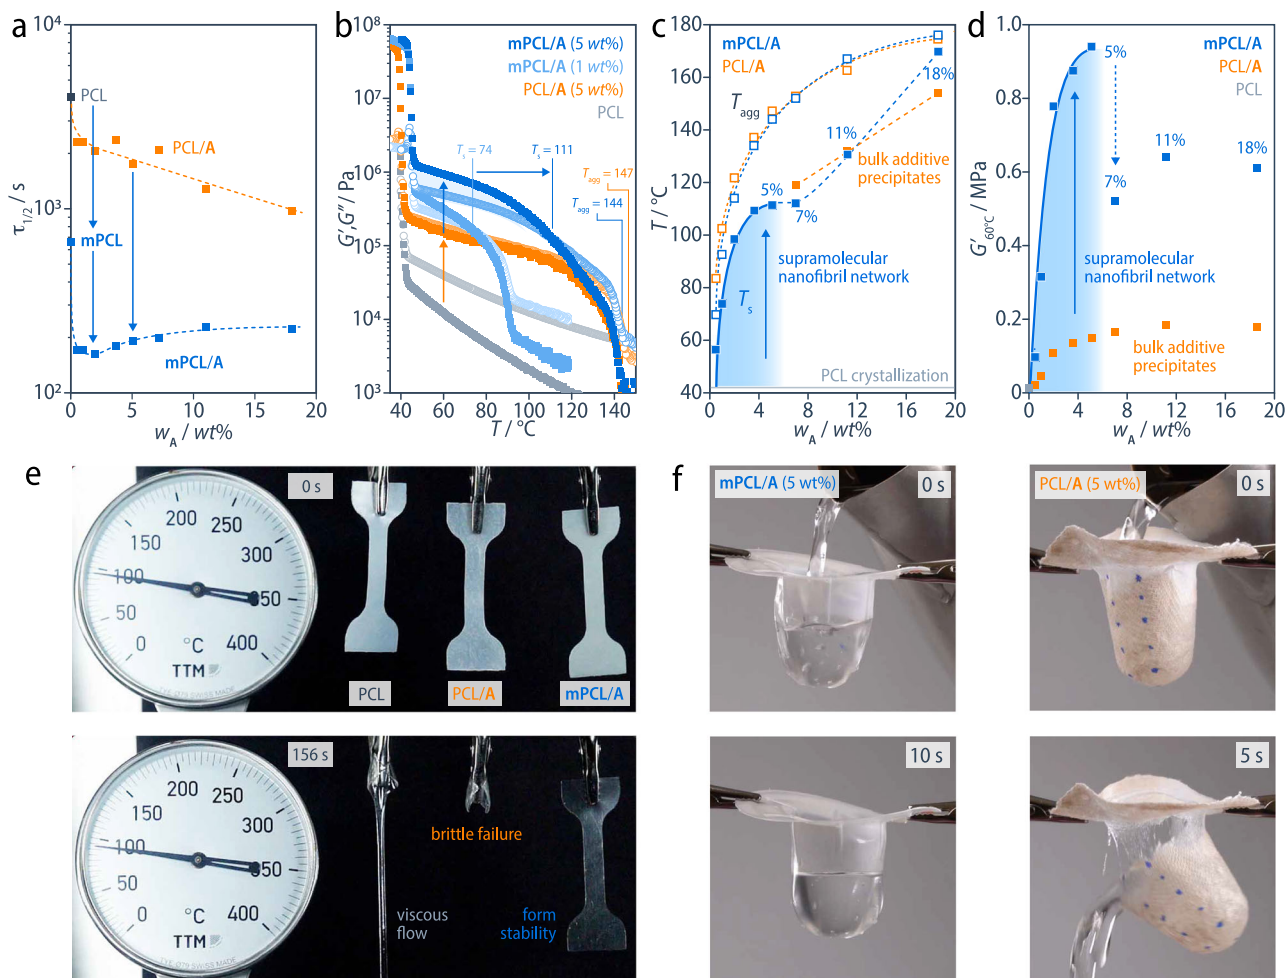 a
10⁴
10³
10²
τ1/2 / s
PCL
PCL/A
mPCL
mPCL/A
0 5 10 15 20
wA / wt%
b
10⁸
10⁷
10⁶
10⁵
10⁴
10³
G′,G″ / Pa
mPCL/A (5 wt%)
mPCL/A (1 wt%)
PCL/A (5 wt%)
PCL
Ts = 74
Ts = 111
Tagg = 147
Tagg = 144
40 60 80 100 120 140
T / °C
c
180
160
140
120
100
80
60
40
T / °C
mPCL/A
PCL/A
Tagg
18%
11%
bulk additive
precipitates
5%
7%
supramolecular
nanofibril network
Ts
PCL crystallization
0 4 8 12 16 20
wA / wt%
d
1.0
0.8
0.6
0.4
0.2
0
G′60°C / MPa
mPCL/A
PCL/A
PCL
5%
11%
18%
7%
supramolecular
nanofibril network
bulk additive
precipitates
0 4 8 12 16 20
wA / wt%
e
0 s
0
50
100
150
200
250
300
350
400
°C
TTM
PCL
PCL/A
mPCL/A
156 s
0
50
100
150
200
250
300
350
400
°C
TTM
brittle failure
viscous
flow
form
stability
f
mPCL/A (5 wt%)
0 s
PCL/A (5 wt%)
0 s
10 s
5 s